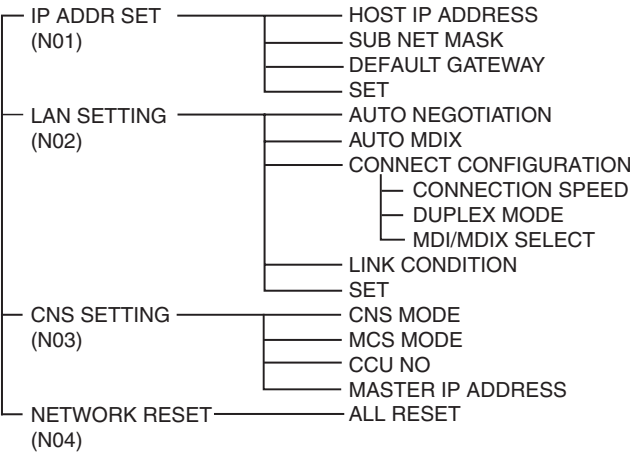 IP ADDR SET
(N01)
HOST IP ADDRESS
SUB NET MASK
DEFAULT GATEWAY
SET
LAN SETTING
(N02)
AUTO NEGOTIATION
AUTO MDIX
CONNECT CONFIGURATION
CONNECTION SPEED
DUPLEX MODE
MDI/MDIX SELECT
LINK CONDITION
SET
CNS SETTING
(N03)
CNS MODE
MCS MODE
CCU NO
MASTER IP ADDRESS
NETWORK RESET
(N04)
ALL RESET